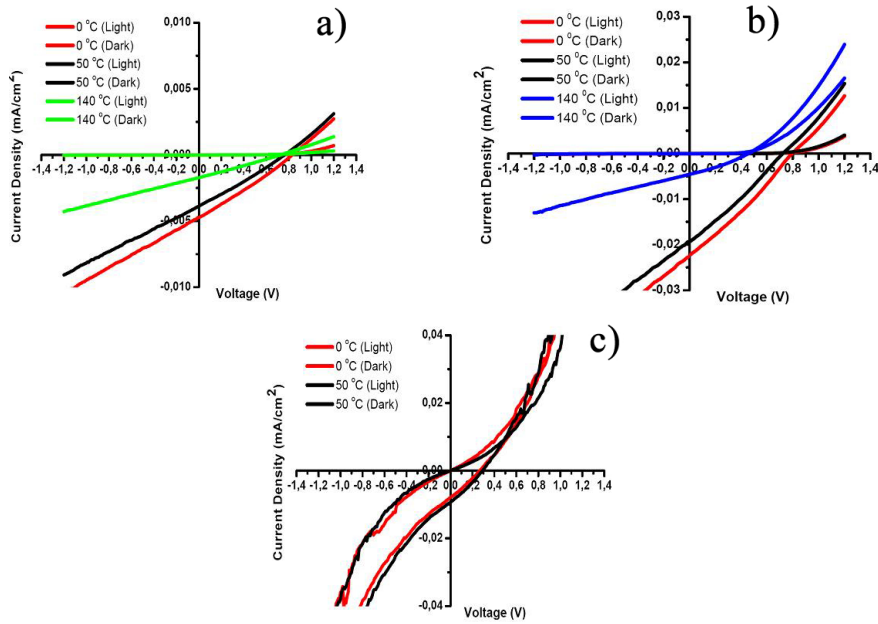 a)
0 °C (Light)
0 °C (Dark)
50 °C (Light)
50 °C (Dark)
140 °C (Light)
140 °C (Dark)
Current Density (mA/cm²)
0,010
0,005
0,000
-0,005
-0,010
-1,4 -1,2 -1,0 -0,8 -0,6 -0,4 -0,2 0,0 0,2 0,4 0,6 0,8 1,0 1,2 1,4
Voltage (V)
b)
0 °C (Light)
0 °C (Dark)
50 °C (Light)
50 °C (Dark)
140 °C (Light)
140 °C (Dark)
Current Density (mA/cm²)
0,03
0,02
0,01
0,00
-0,01
-0,02
-0,03
-1,4 -1,2 -1,0 -0,8 -0,6 -0,4 -0,2 0,0 0,2 0,4 0,6 0,8 1,0 1,2 1,4
Voltage (V)
c)
0 °C (Light)
0 °C (Dark)
50 °C (Light)
50 °C (Dark)
Current Density (mA/cm²)
0,04
0,02
0,00
-0,02
-0,04
-1,4 -1,2 -1,0 -0,8 -0,6 -0,4 -0,2 0,0 0,2 0,4 0,6 0,8 1,0 1,2 1,4
Voltage (V)